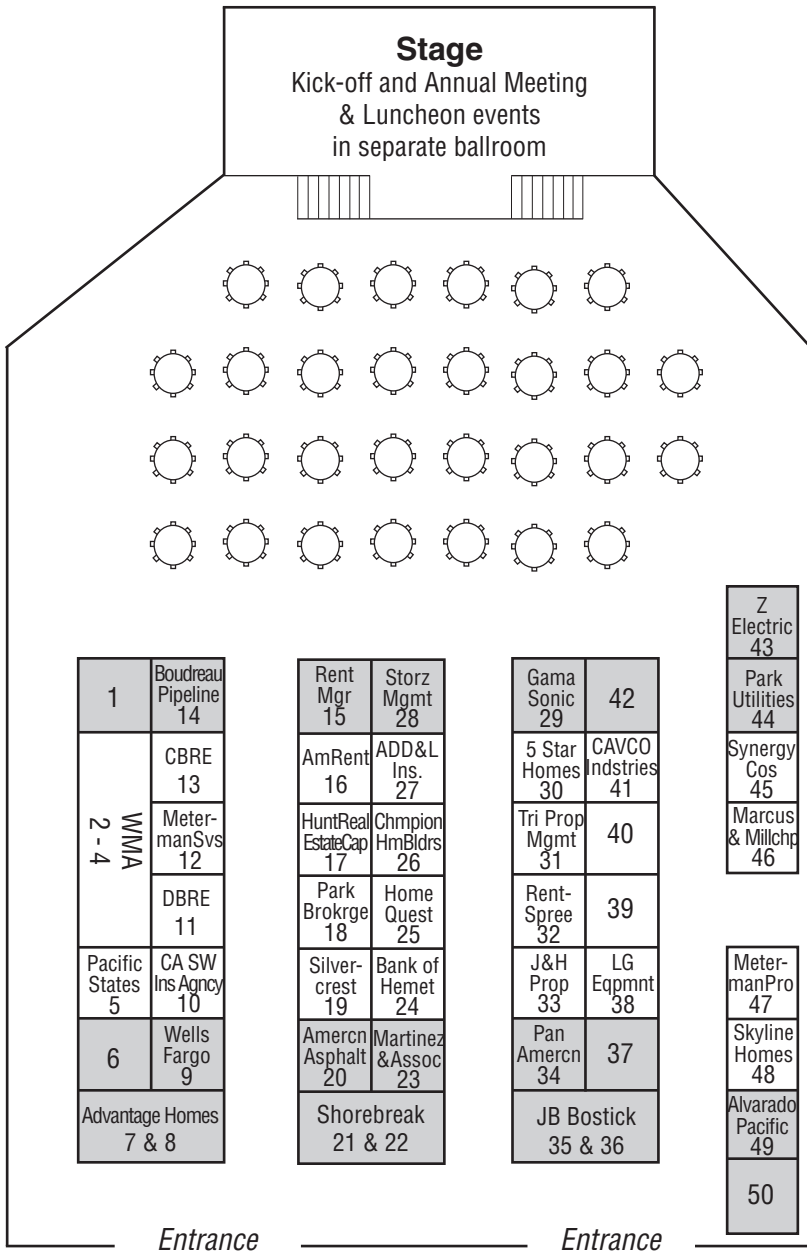 Stage
Kick-off and Annual Meeting
& Luncheon events
in separate ballroom
1
Boudreau
Pipeline
14
WMA
2 - 4
CBRE
13
Meter-
manSvs
12
DBRE
11
Pacific
States
5
CA SW
Ins Agncy
10
6
Wells
Fargo
9
Advantage Homes
7 & 8
Rent
Mgr
15
Storz
Mgmt
28
AmRent
16
ADD&L
Ins.
27
HuntReal
EstateCap
17
Chmpion
HmBldrs
26
Park
Brokrge
18
Home
Quest
25
Silver-
crest
19
Bank of
Hemet
24
Amercn
Asphalt
20
Martinez
&Assoc
23
Shorebreak
21 & 22
Gama
Sonic
29
42
5 Star
Homes
30
CAVCO
Indstries
41
Tri Prop
Mgmt
31
40
Rent-
Spree
32
39
J&H
Prop
33
LG
Eqpmnt
38
Pan
Amercn
34
37
JB Bostick
35 & 36
Z
Electric
43
Park
Utilities
44
Synergy
Cos
45
Marcus
& Millchp
46
Meter-
manPro
47
Skyline
Homes
48
Alvarado
Pacific
49
50
Entrance
Entrance